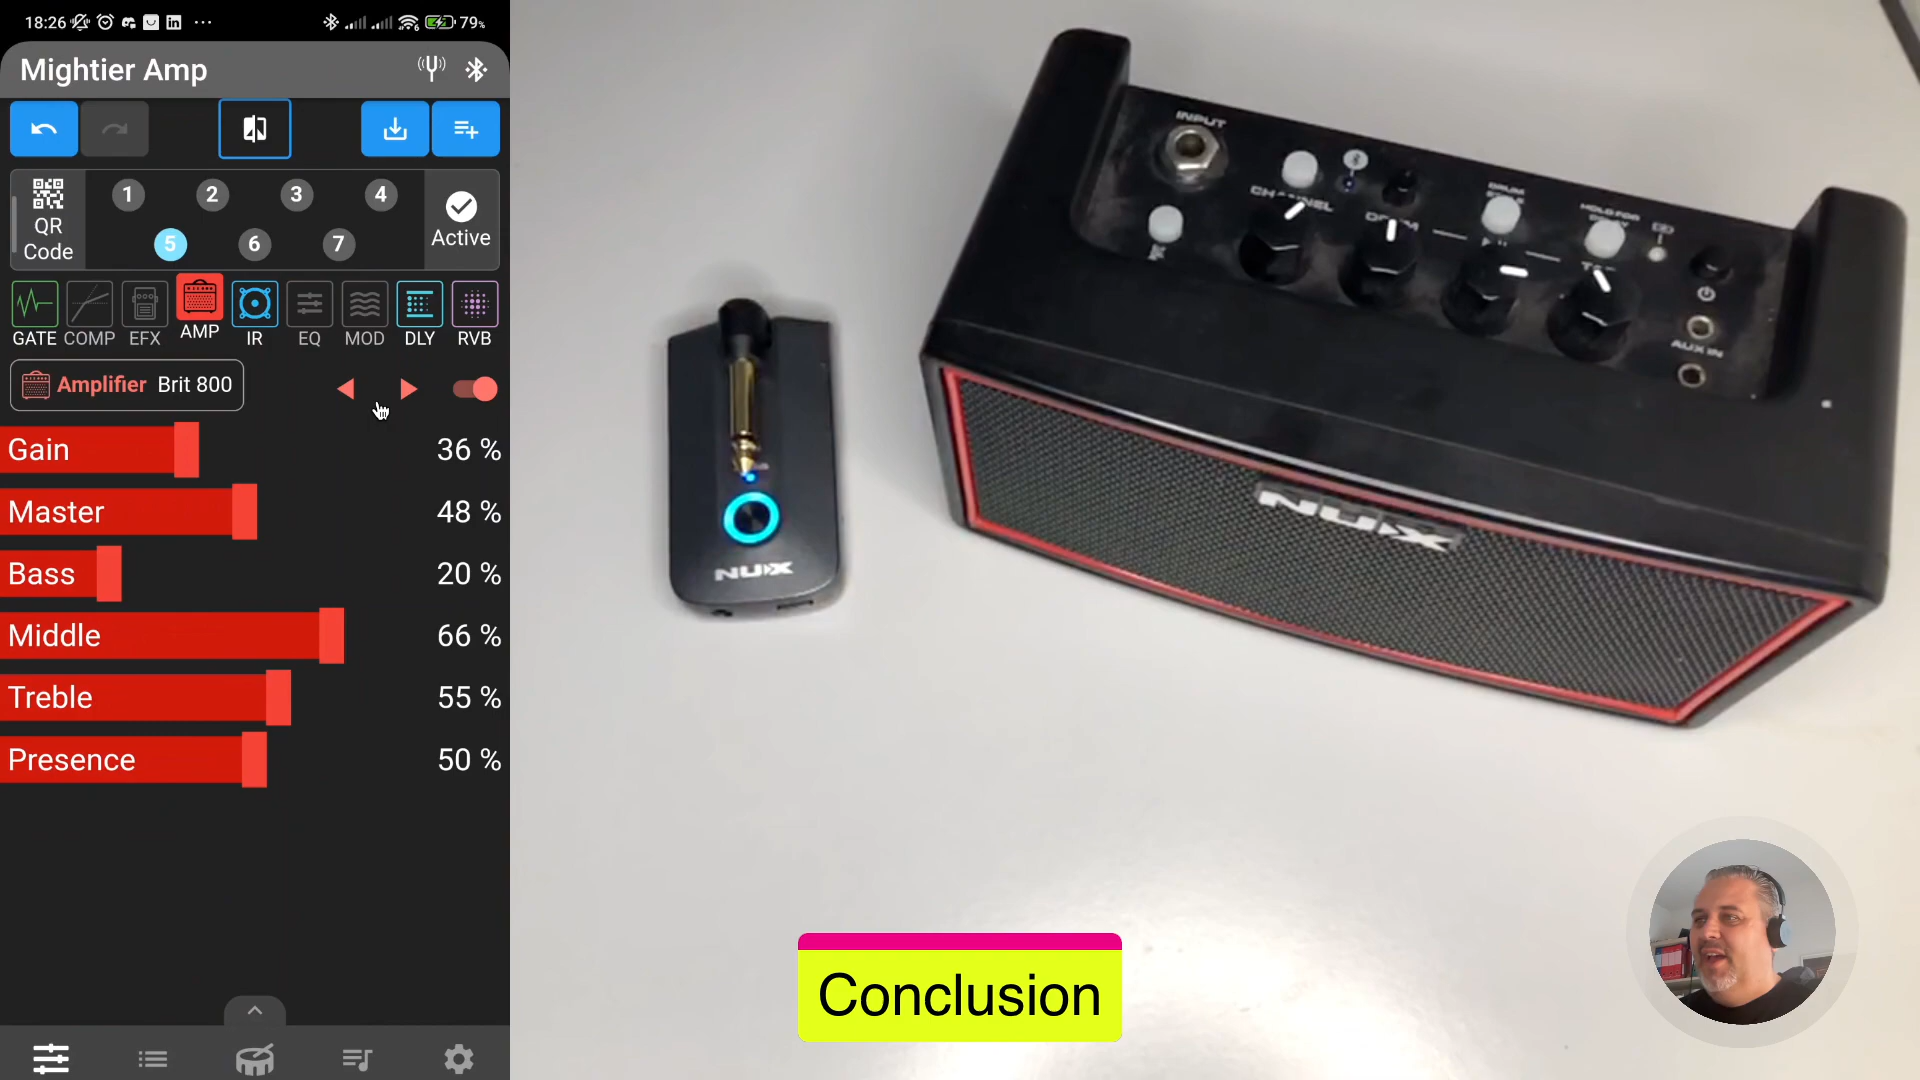 18:26 ... 79%
Mightier Amp
QR Code
1 2 3 4
5 6 7
Active
GATE COMP EFX AMP IR EQ MOD DLY RVB
Amplifier Brit 800
Gain 36 %
Master 48 %
Bass 20 %
Middle 66 %
Treble 55 %
Presence 50 %
INPUT
CHANNEL
DRUM
AUX IN
NUX
NUX
Conclusion